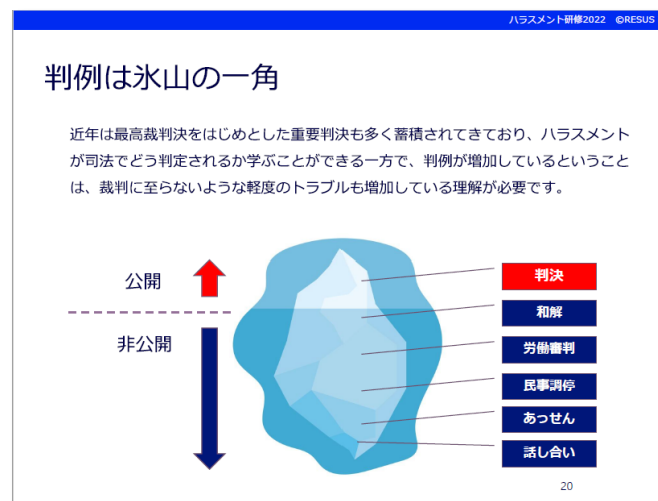 ハラスメント研修2022 ©RESUS
判例は氷山の一角
近年は最高裁判決をはじめとした重要判決も多く蓄積されてきており、ハラスメント
が司法でどう判定されるか学ぶことができる一方で、判例が増加しているということ
は、裁判に至らないような軽度のトラブルも増加している理解が必要です。
公開
非公開
判決
和解
労働審判
民事調停
あっせん
話し合い
20